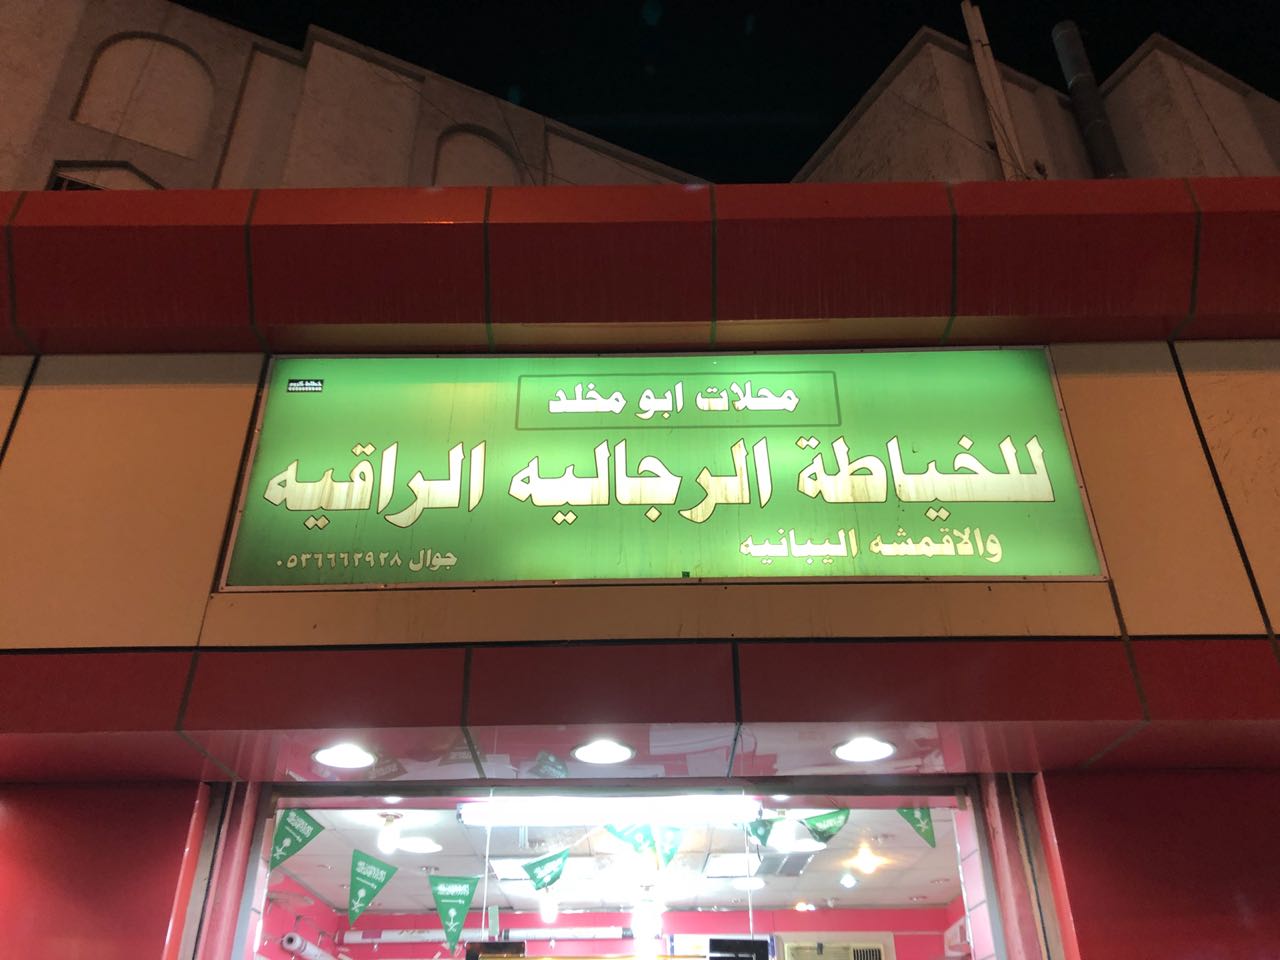 محلات ابو مخلد
للخياطة الرجاليه الراقيه
والاقمشه اليبانيه
جوال ٠٥٣٦٦٦٢٩٢٨